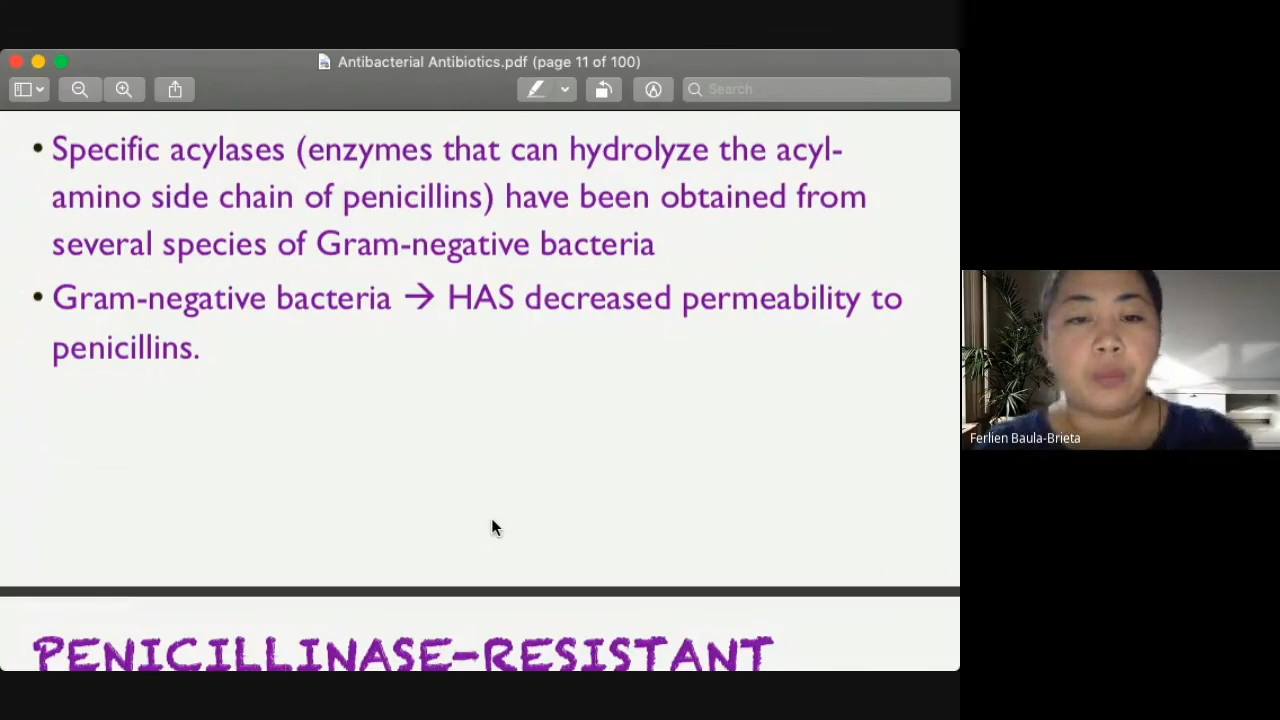 Antibacterial Antibiotics.pdf (page 11 of 100)
Search
• Specific acylases (enzymes that can hydrolyze the acyl-
amino side chain of penicillins) have been obtained from
several species of Gram-negative bacteria
• Gram-negative bacteria → HAS decreased permeability to
penicillins.
PENICILLINASE-RESISTANT
Ferlien Baula-Brieta